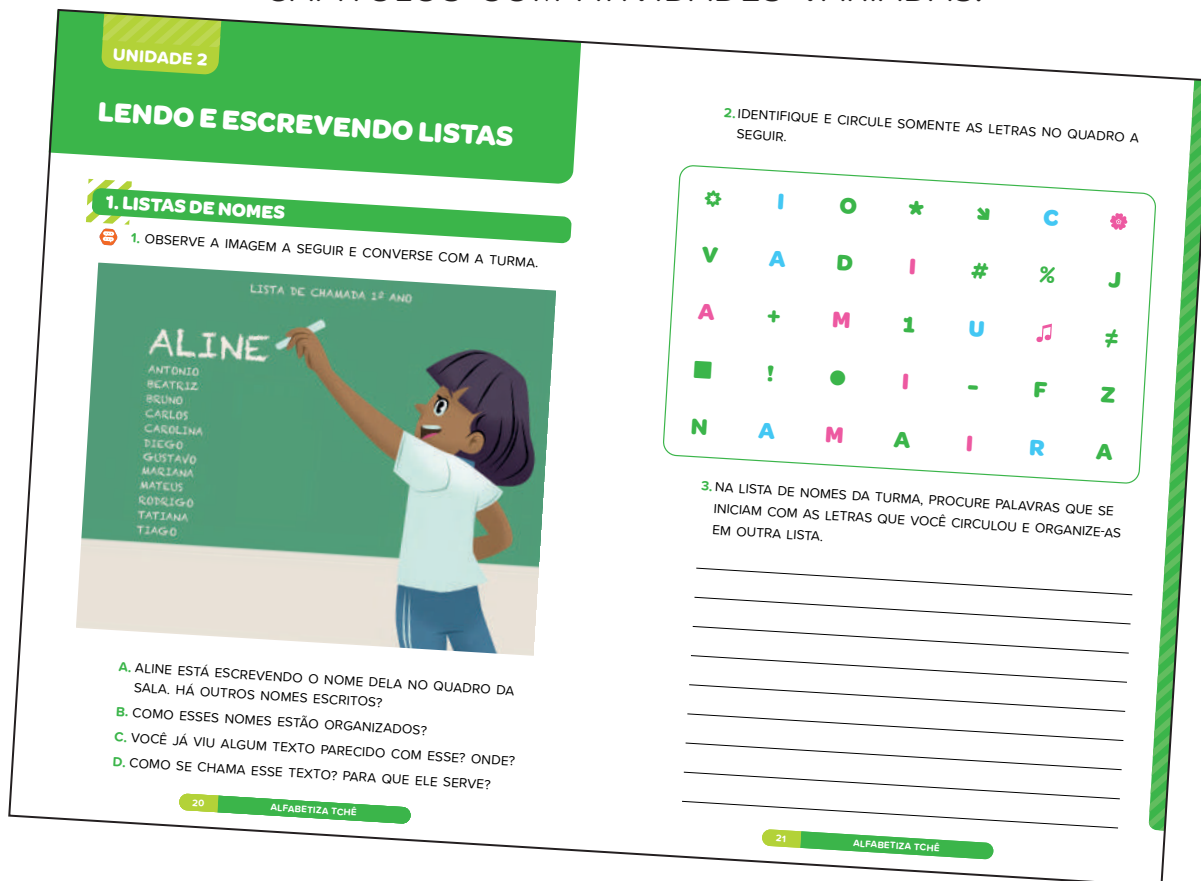 CAPÍTULOS COM ATIVIDADES VARIADAS.
UNIDADE 2
LENDO E ESCREVENDO LISTAS
1. LISTAS DE NOMES
1. OBSERVE A IMAGEM A SEGUIR E CONVERSE COM A TURMA.
LISTA DE CHAMADA 1º ANO
ALINE
ANTONIO
BEATRIZ
BRUNO
CARLOS
CAROLINA
DIEGO
GUSTAVO
MARIANA
MATEUS
RODRIGO
TATIANA
TIAGO
A. ALINE ESTÁ ESCREVENDO O NOME DELA NO QUADRO DA
SALA. HÁ OUTROS NOMES ESCRITOS?
B. COMO ESSES NOMES ESTÃO ORGANIZADOS?
C. VOCÊ JÁ VIU ALGUM TEXTO PARECIDO COM ESSE? ONDE?
D. COMO SE CHAMA ESSE TEXTO? PARA QUE ELE SERVE?
20 ALFABETIZA TCHÊ
2. IDENTIFIQUE E CIRCULE SOMENTE AS LETRAS NO QUADRO A
SEGUIR.
I O * ↘ C
V A D I # % J
A + M 1 U ♫ ≠
■ ! ● I - F Z
N A M A I R A
3. NA LISTA DE NOMES DA TURMA, PROCURE PALAVRAS QUE SE
INICIAM COM AS LETRAS QUE VOCÊ CIRCULOU E ORGANIZE-AS
EM OUTRA LISTA.
21 ALFABETIZA TCHÊ